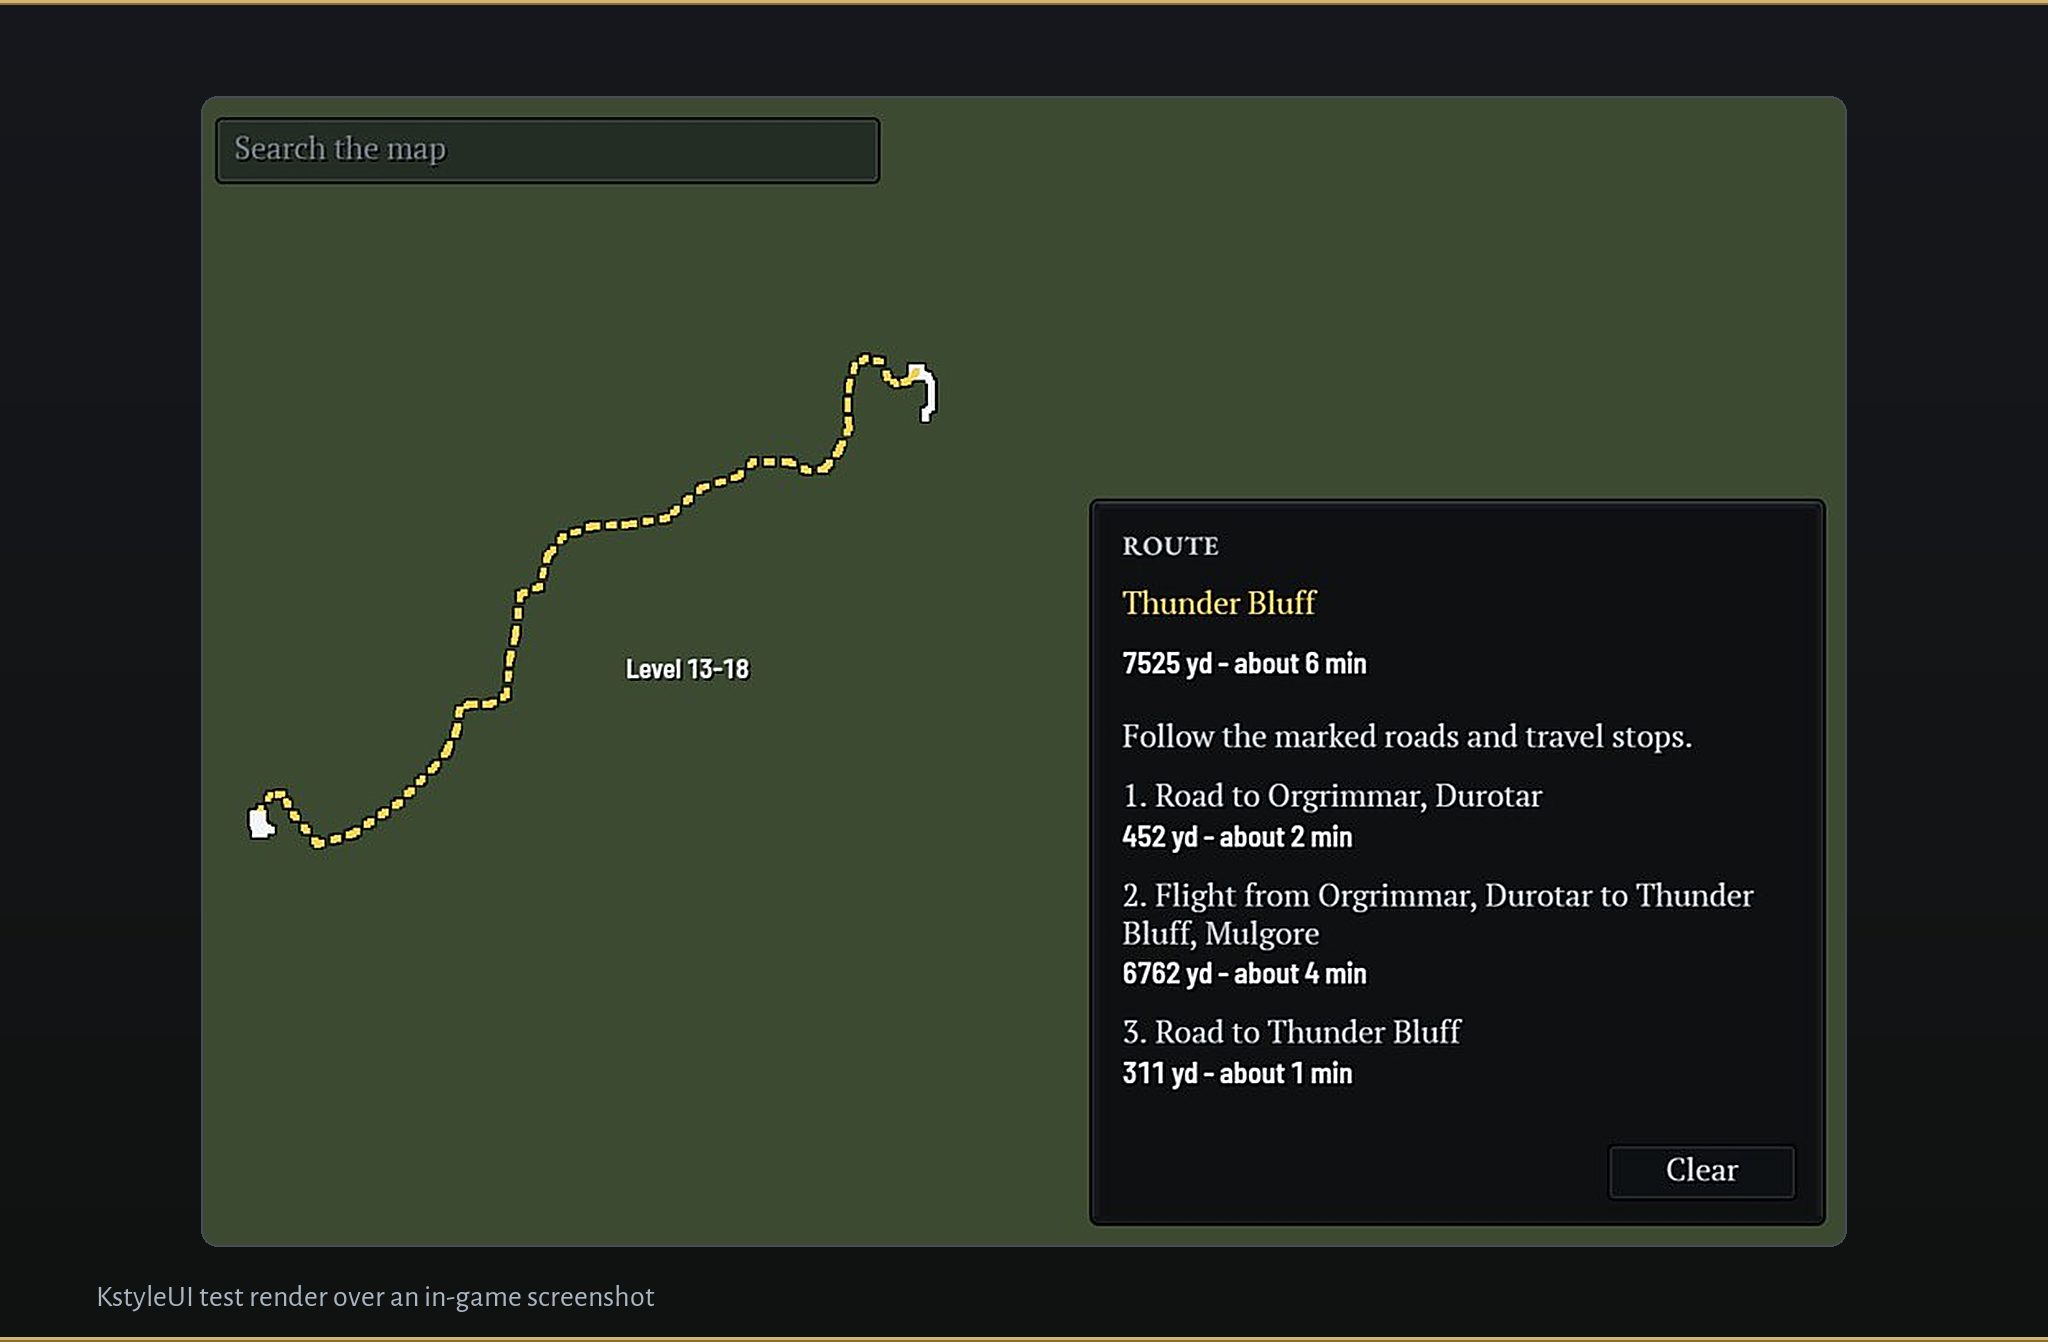 Search the map
Level 13-18
ROUTE
Thunder Bluff
7525 yd - about 6 min
Follow the marked roads and travel stops.
1. Road to Orgrimmar, Durotar
452 yd - about 2 min
2. Flight from Orgrimmar, Durotar to Thunder
Bluff, Mulgore
6762 yd - about 4 min
3. Road to Thunder Bluff
311 yd - about 1 min
Clear
KstyleUI test render over an in-game screenshot